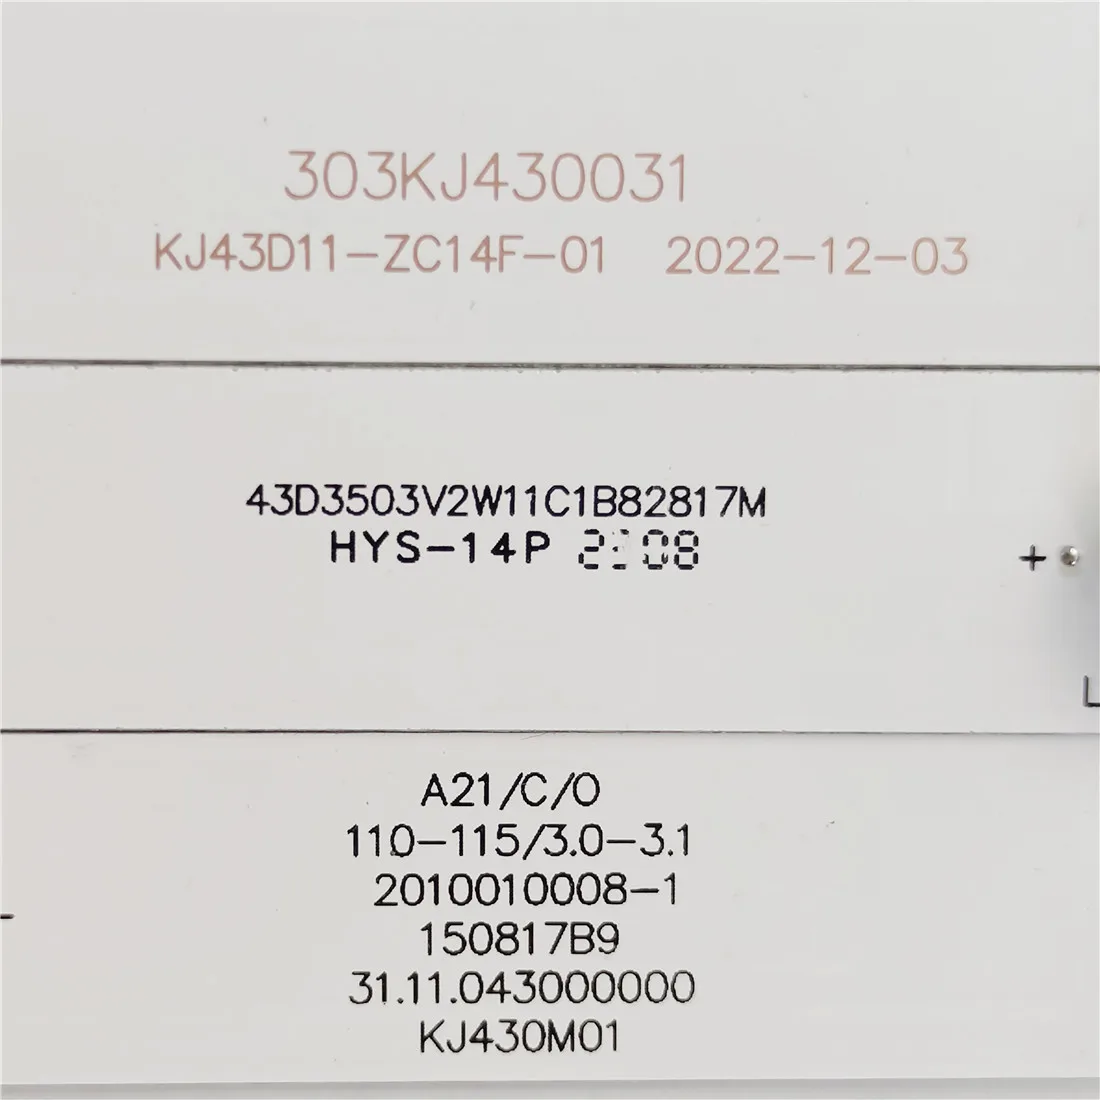 303KJ430031
KJ43D11-ZC14F-01 2022-12-03
43D3503V2W11C1B82817M
HYS-14P
+
A21/C/O
110-115/3.0-3.1
2010010008-1
150817B9
31.11.043000000
KJ430M01